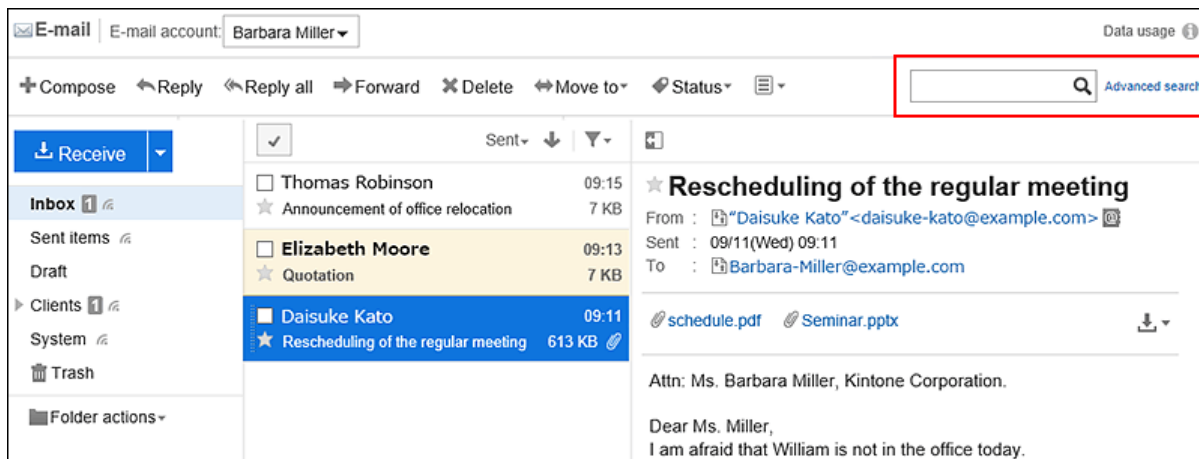 E-mail E-mail account: Barbara Miller Data usage
Compose Reply Reply all Forward Delete Move to Status Advanced search
Receive
Inbox 1
Sent items
Draft
Clients 1
System
Trash
Folder actions
Sent
Thomas Robinson 09:15
Announcement of office relocation 7 KB
Elizabeth Moore 09:13
Quotation 7 KB
Daisuke Kato 09:11
Rescheduling of the regular meeting 613 KB
Rescheduling of the regular meeting
From : "Daisuke Kato"<daisuke-kato@example.com>
Sent : 09/11(Wed) 09:11
To : Barbara-Miller@example.com
schedule.pdf Seminar.pptx
Attn: Ms. Barbara Miller, Kintone Corporation.
Dear Ms. Miller,
I am afraid that William is not in the office today.